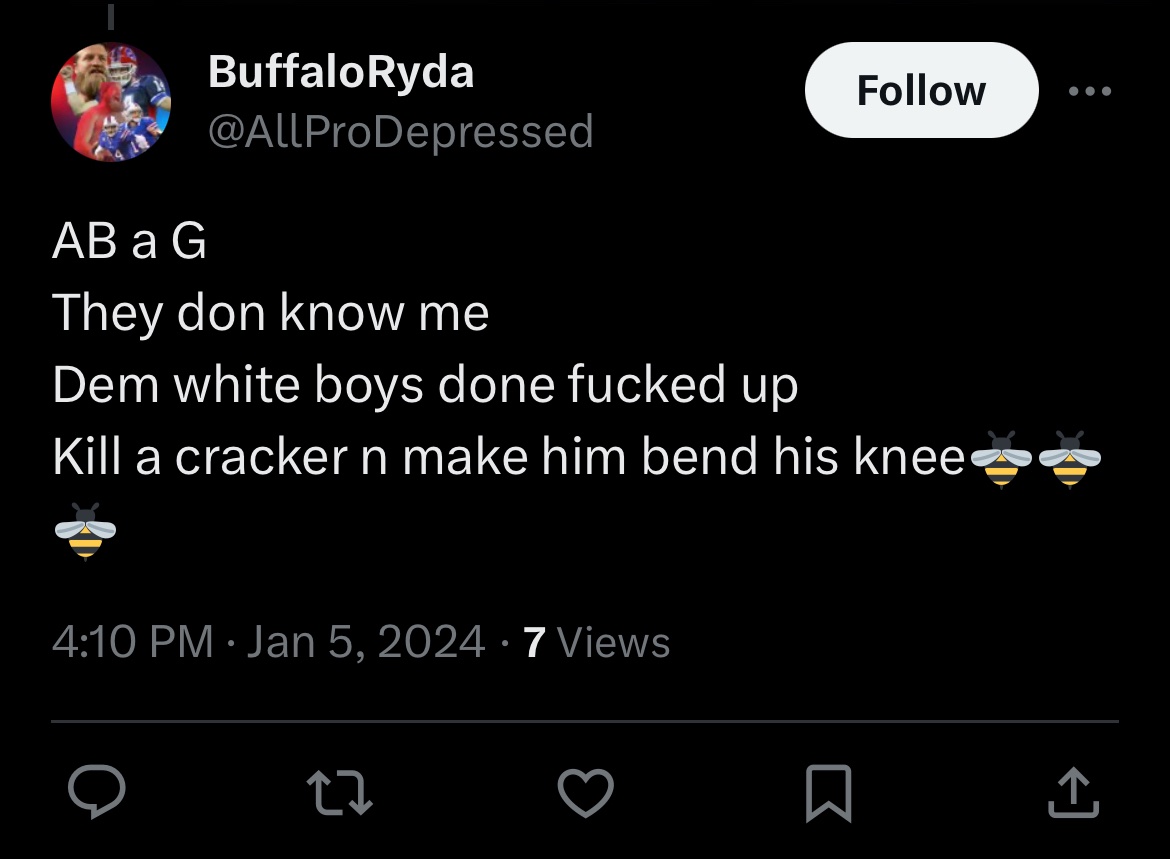 BuffaloRyda
@AllProDepressed
Follow
AB a G
They don know me
Dem white boys done fucked up
Kill a cracker n make him bend his knee🐝🐝
🐝
4:10 PM · Jan 5, 2024 · 7 Views